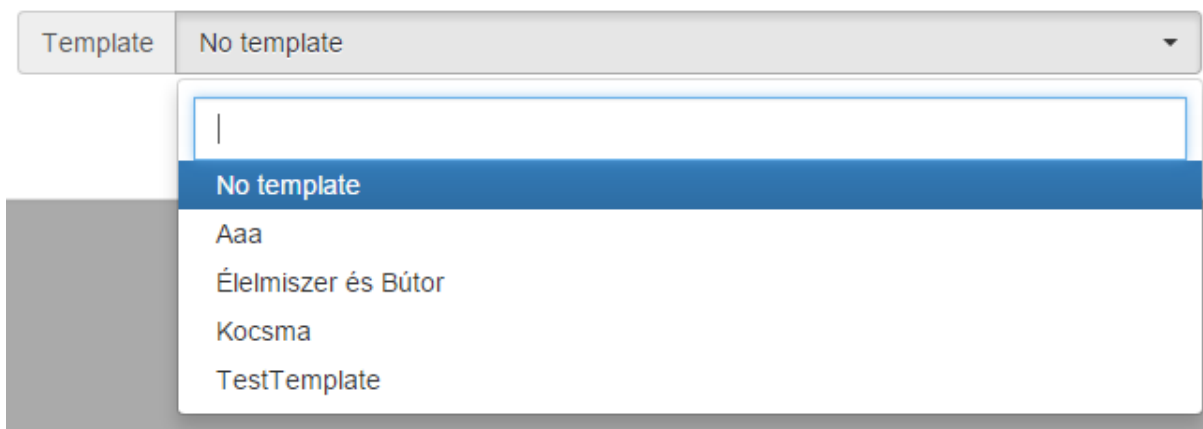 Template No template
No template
Aaa
Élelmiszer és Bútor
Kocsma
TestTemplate